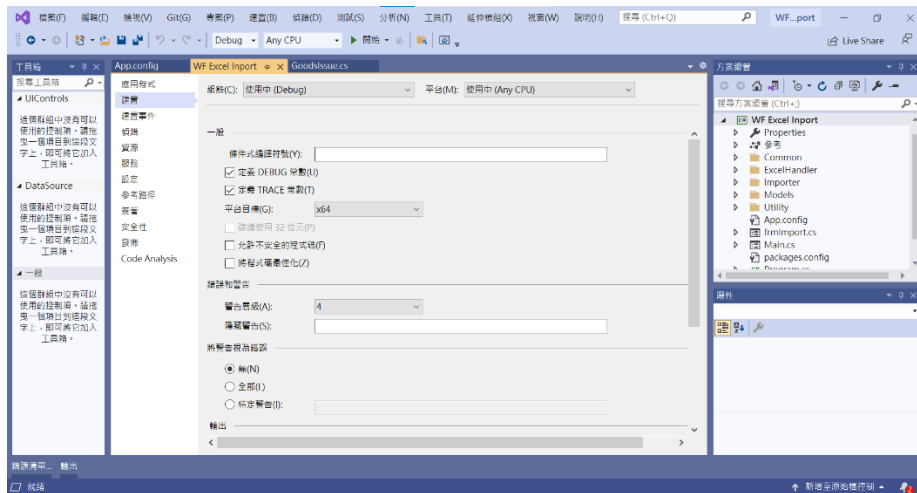 檔案(F) 編輯(E) 檢視(V) Git(G) 專案(P) 建置(B) 偵錯(D) 測試(S) 分析(N) 工具(T) 延伸模組(X) 視窗(W) 說明(H) 搜尋 (Ctrl+Q) WF...port
Debug Any CPU 開始 Live Share
工具箱
搜尋工具箱
UIControls
這個群組中沒有可以
使用的控制項。請拖
曳一個項目到這段文
字上，即可將它加入
工具箱。
DataSource
這個群組中沒有可以
使用的控制項。請拖
曳一個項目到這段文
字上，即可將它加入
工具箱。
一般
這個群組中沒有可以
使用的控制項。請拖
曳一個項目到這段文
字上，即可將它加入
工具箱。
App.config WF Excel Inport GoodsIssue.cs
應用程式
建置
建置事件
偵錯
資源
服務
設定
參考路徑
簽署
安全性
發佈
Code Analysis
組態(C): 使用中 (Debug) 平台(M): 使用中 (Any CPU)
一般
條件式編譯符號(Y):
定義 DEBUG 常數(U)
定義 TRACE 常數(T)
平台目標(G): x64
建議使用 32 位元(P)
允許不安全的程式碼(F)
將程式碼最佳化(Z)
錯誤和警告
警告層級(A): 4
隱藏警告(S):
將警告視為錯誤
無(N)
全部(L)
特定警告(I):
輸出
方案總管
搜尋方案總管 (Ctrl+;)
WF Excel Inport
Properties
參考
Common
ExcelHandler
Importer
Models
Utility
App.config
frmimport.cs
Main.cs
packages.config
Program.cs
屬性
錯誤清單... 輸出
就緒 新增至原始檔控制